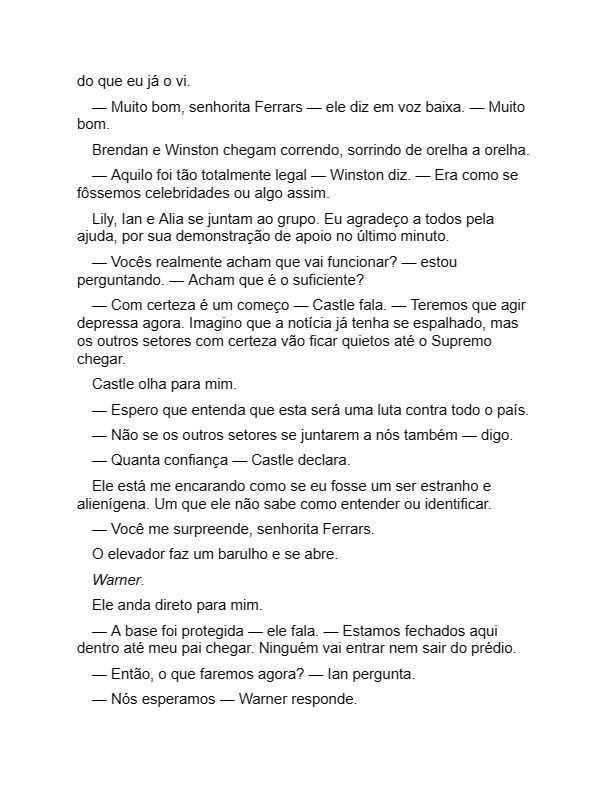 do que eu já o vi.
— Muito bom, senhorita Ferrars — ele diz em voz baixa. — Muito
bom.
Brendan e Winston chegam correndo, sorrindo de orelha a orelha.
— Aquilo foi tão totalmente legal — Winston diz. — Era como se
fôssemos celebridades ou algo assim.
Lily, Ian e Alia se juntam ao grupo. Eu agradeço a todos pela
ajuda, por sua demonstração de apoio no último minuto.
— Vocês realmente acham que vai funcionar? — estou
perguntando. — Acham que é o suficiente?
— Com certeza é um começo — Castle fala. — Teremos que agir
depressa agora. Imagino que a notícia já tenha se espalhado, mas
os outros setores com certeza vão ficar quietos até o Supremo
chegar.
Castle olha para mim.
— Espero que entenda que esta será uma luta contra todo o país.
— Não se os outros setores se juntarem a nós também — digo.
— Quanta confiança — Castle declara.
Ele está me encarando como se eu fosse um ser estranho e
alienígena. Um que ele não sabe como entender ou identificar.
— Você me surpreende, senhorita Ferrars.
O elevador faz um barulho e se abre.
Warner.
Ele anda direto para mim.
— A base foi protegida — ele fala. — Estamos fechados aqui
dentro até meu pai chegar. Ninguém vai entrar nem sair do prédio.
— Então, o que faremos agora? — Ian pergunta.
— Nós esperamos — Warner responde.